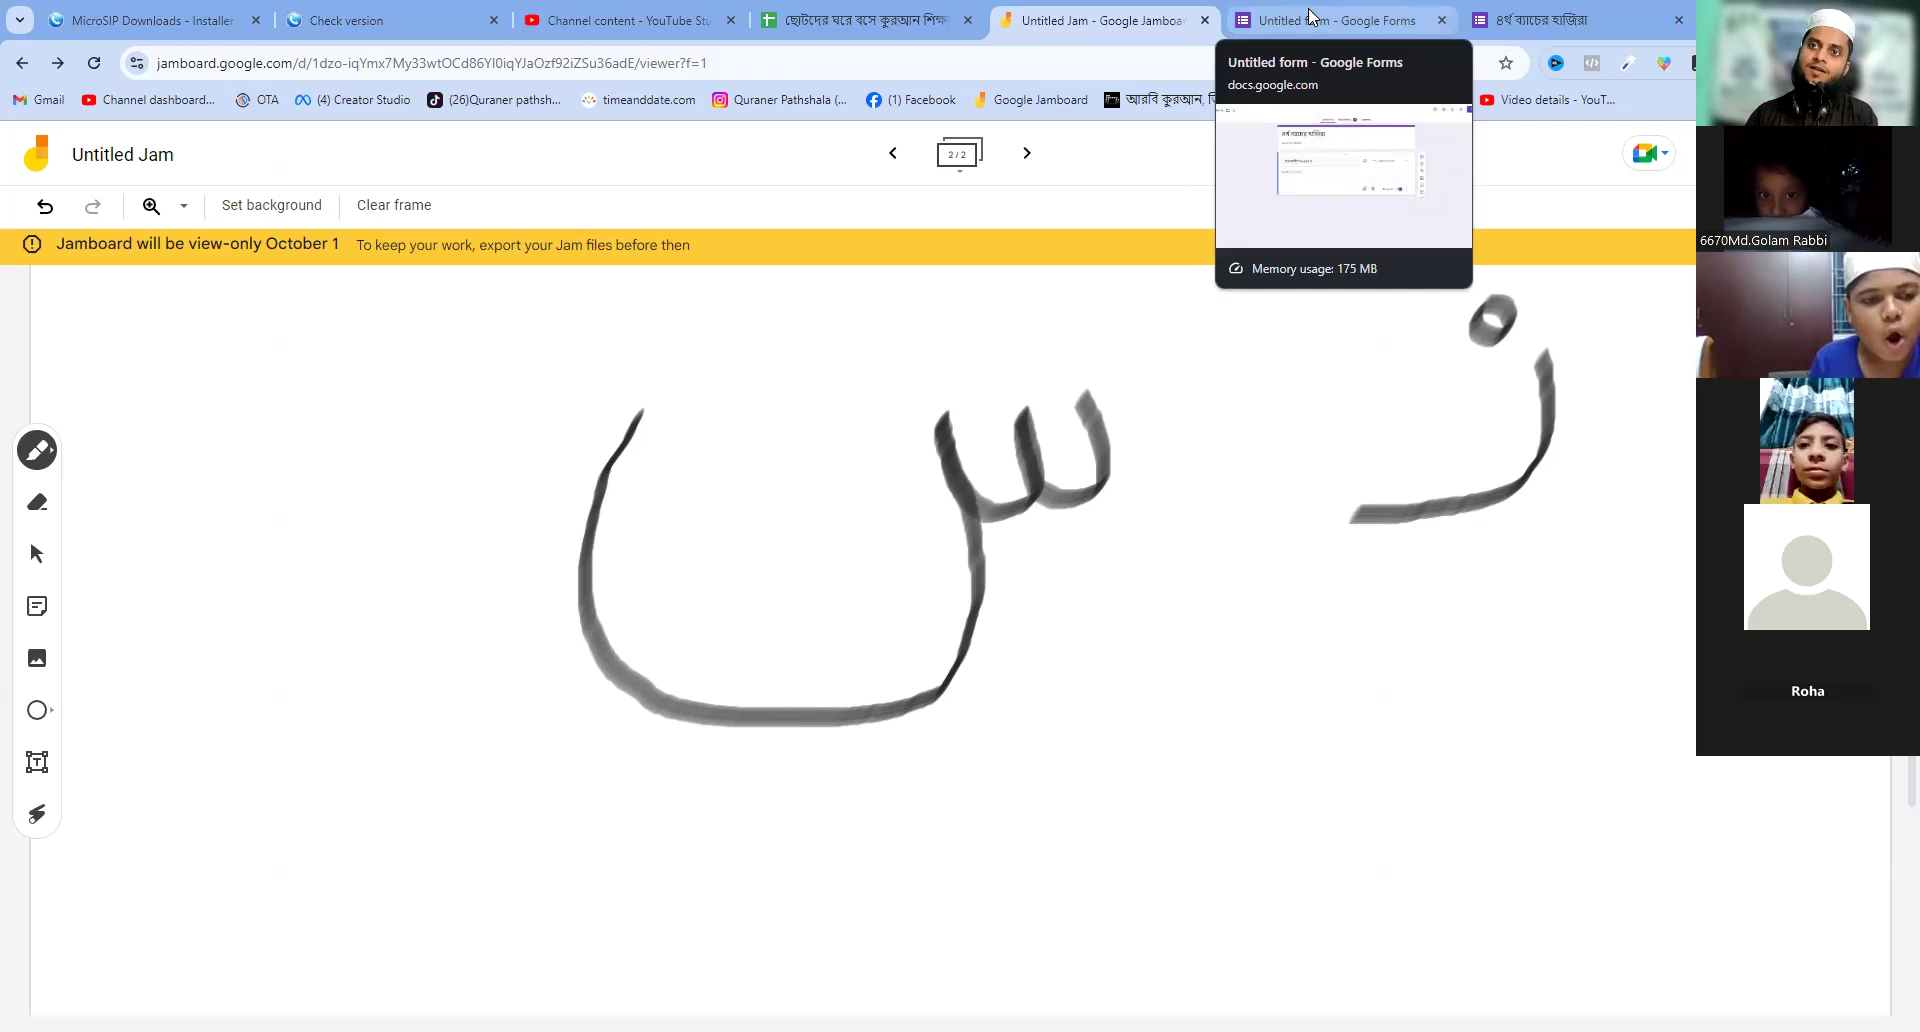 MicroSIP Downloads - Installer
Check version
Channel content - YouTube Stu
ছোটদের ঘরে বসে কুরআন শিক্ষ
Untitled Jam - Google Jamboar
Untitled form - Google Forms
৪র্থ ব্যাচের হাজিরা
jamboard.google.com/d/1dzo-iqYmx7My33wtOCd86Yl0iqYJaOzf92iZSu36adE/viewer?f=1
Gmail
Channel dashboard...
OTA
(4) Creator Studio
(26)Quraner pathsh...
timeanddate.com
Quraner Pathshala (...
(1) Facebook
Google Jamboard
আরবি কুরআন,
Video details - YouT...
Untitled form - Google Forms
docs.google.com
৪র্থ ব্যাচের হাজিরা
Memory usage: 175 MB
Untitled Jam
2 / 2
Set background
Clear frame
Jamboard will be view-only October 1 To keep your work, export your Jam files before then
ز س
6670Md.Golam Rabbi
Roha